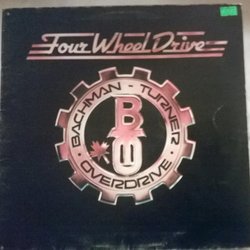 Four Wheel Drive
BACHMAN - TURNER
B
OVERDRIVE